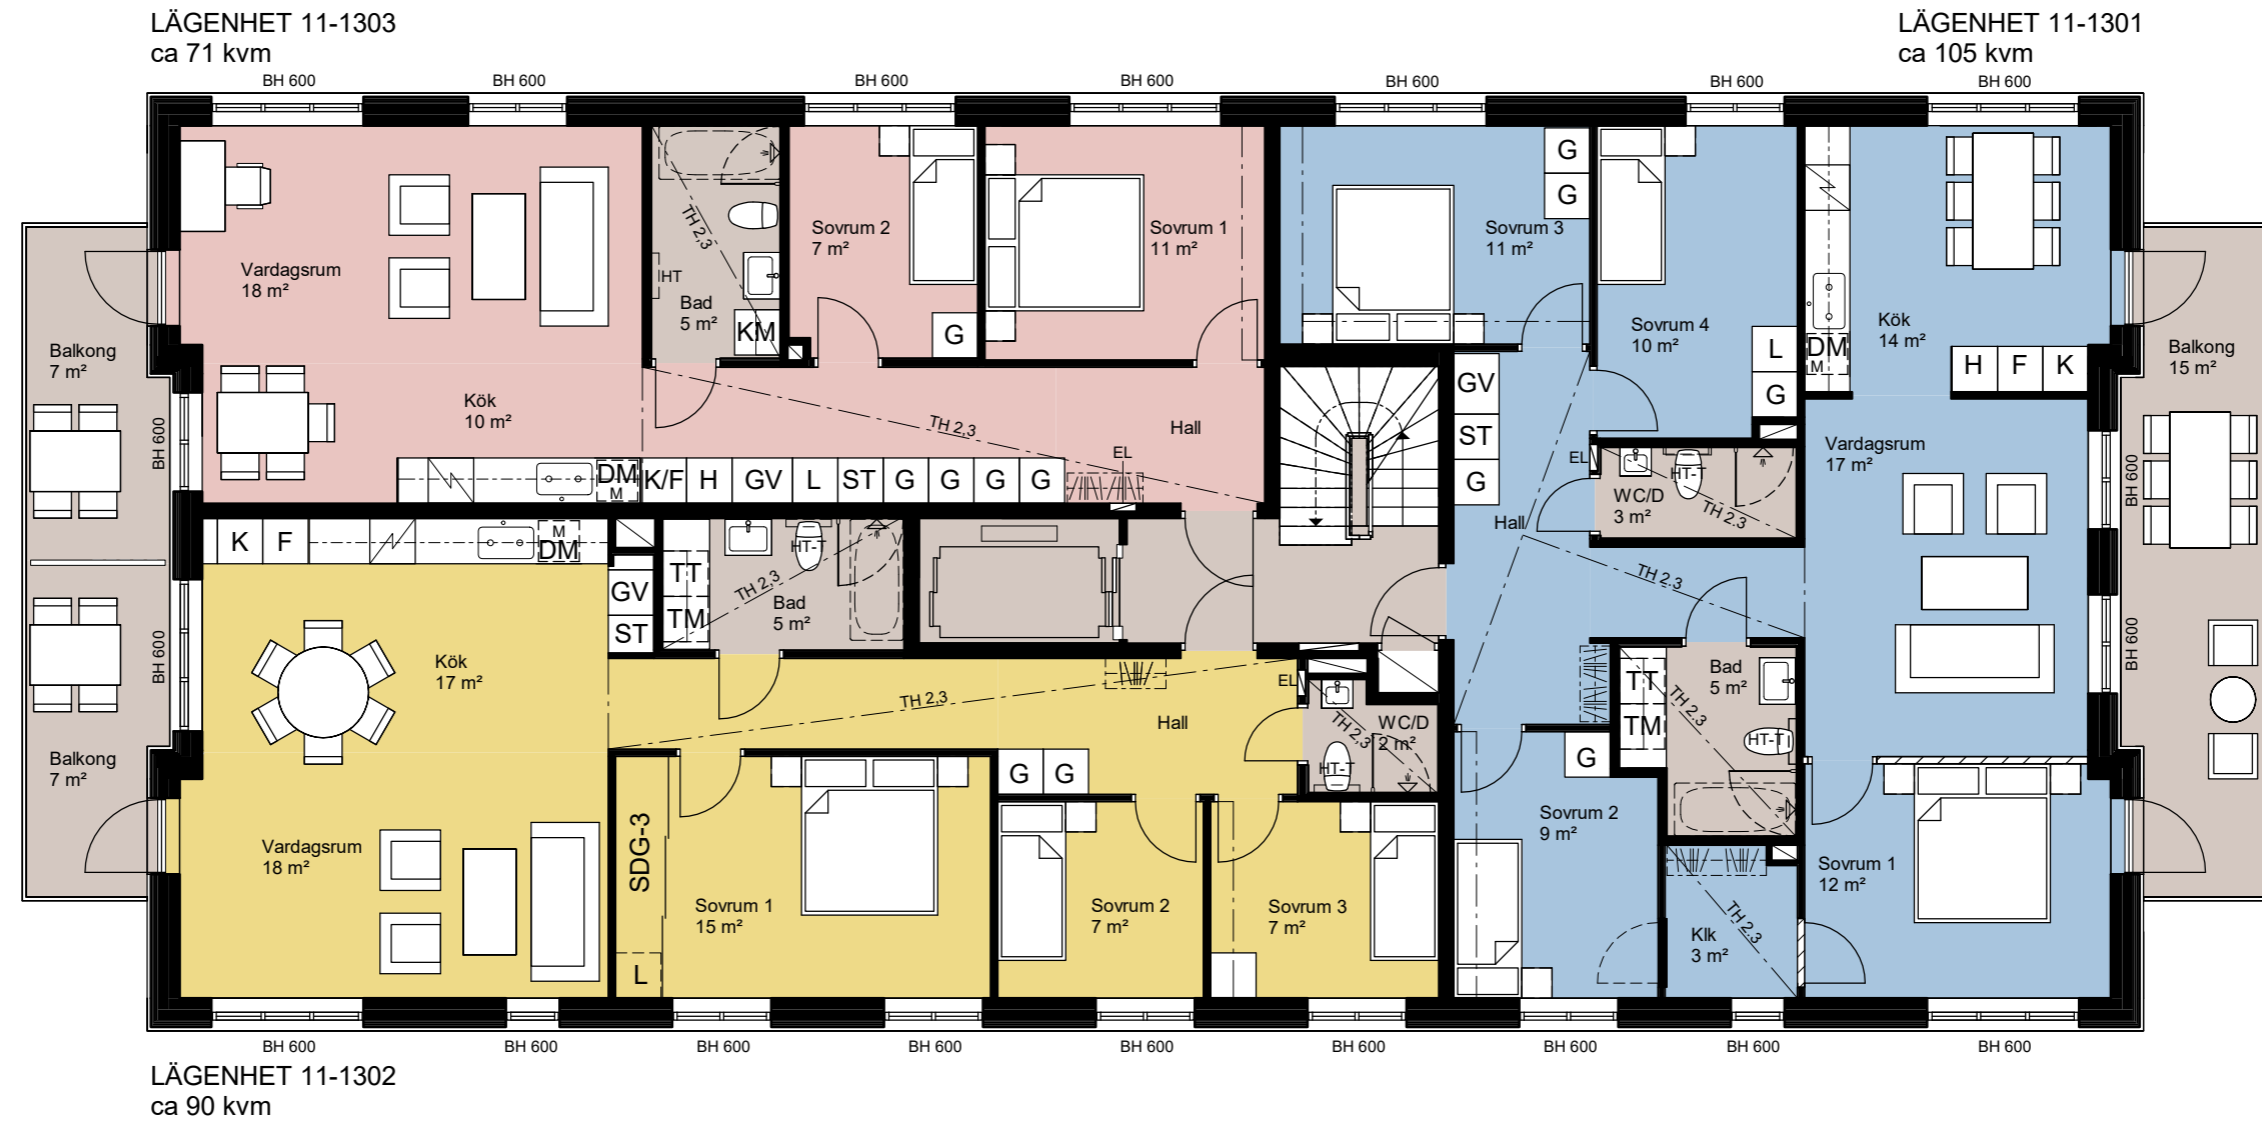 LÄGENHET 11-1303
ca 71 kvm
LÄGENHET 11-1301
ca 105 kvm
BH 600
BH 600
BH 600
BH 600
BH 600
BH 600
BH 600
Vardagsrum
18 m²
Kök
10 m²
TH 2,3
HT
Bad
5 m²
KM
Sovrum 2
7 m²
G
Sovrum 1
11 m²
TH 2,3
Hall
EL
DM
M
K/F
H
GV
L
ST
G
G
G
G
Balkong
7 m²
BH 600
G
G
Sovrum 3
11 m²
Sovrum 4
10 m²
L
G
GV
ST
G
Hall
EL
WC/D
3 m²
HT-T
TH 2,3
TH 2,3
Kök
14 m²
DM
M
H
F
K
Vardagsrum
17 m²
BH 600
BH 600
Balkong
15 m²
TT
TM
Bad
5 m²
TH 2,3
HT-T
G
Sovrum 2
9 m²
Klk
3 m²
TH 2,3
Sovrum 1
12 m²
K
F
M
DM
GV
ST
TT
TM
HT-T
TH 2,3
Bad
5 m²
BH 600
Balkong
7 m²
Kök
17 m²
Vardagsrum
18 m²
TH 2,3
Hall
EL
WC/D
2 m²
TH 2,3
HT-T
G
G
SDG-3
L
Sovrum 1
15 m²
Sovrum 2
7 m²
Sovrum 3
7 m²
BH 600
BH 600
BH 600
BH 600
BH 600
BH 600
BH 600
BH 600
BH 600
LÄGENHET 11-1302
ca 90 kvm